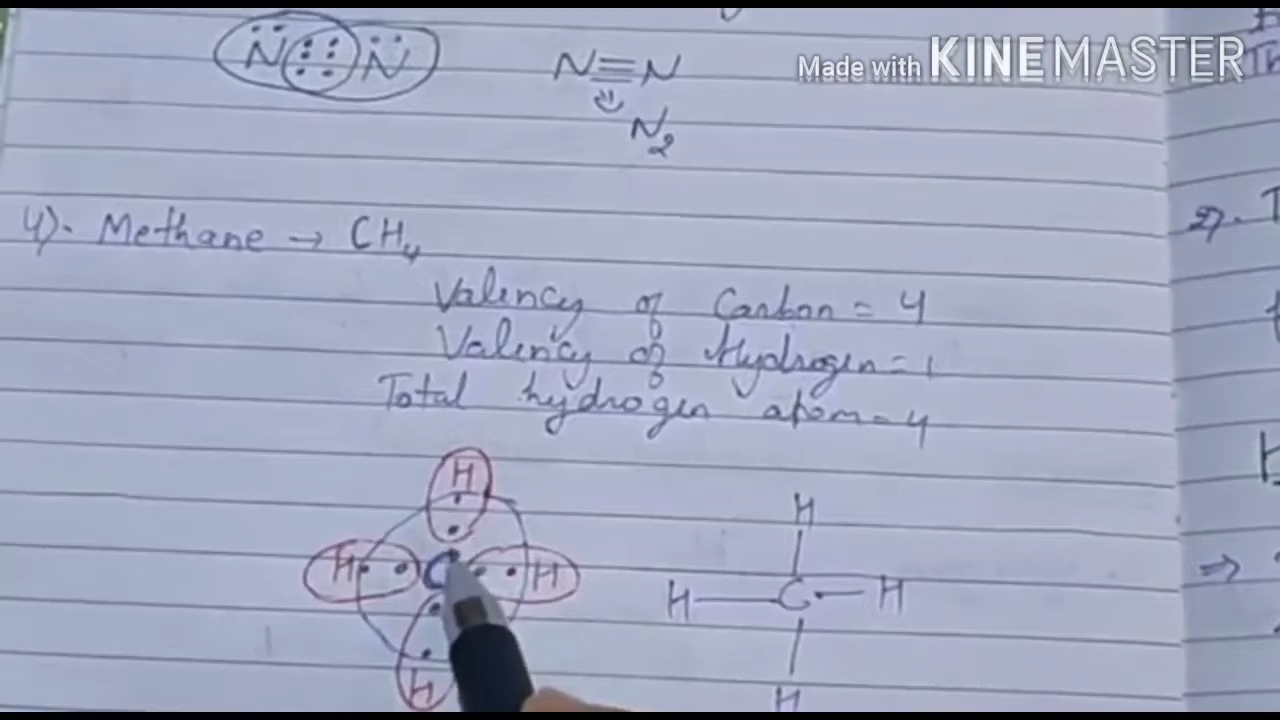 Made with KINEMASTER
N N N≡N
N2
4). Methane → CH4
Valency of Carbon = 4
Valency of Hydrogen = 1
Total hydrogen atom = 4
H
H C H
H
H
H — C — H
H
2).
⇒